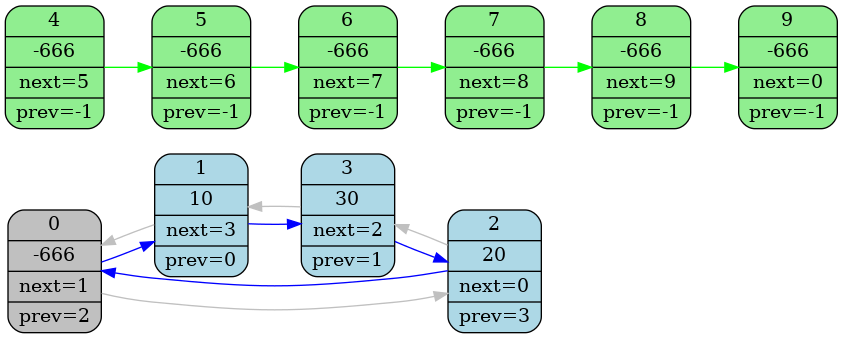 4
-666
next=5
prev=-1
5
-666
next=6
prev=-1
6
-666
next=7
prev=-1
7
-666
next=8
prev=-1
8
-666
next=9
prev=-1
9
-666
next=0
prev=-1
0
-666
next=1
prev=2
1
10
next=3
prev=0
3
30
next=2
prev=1
2
20
next=0
prev=3